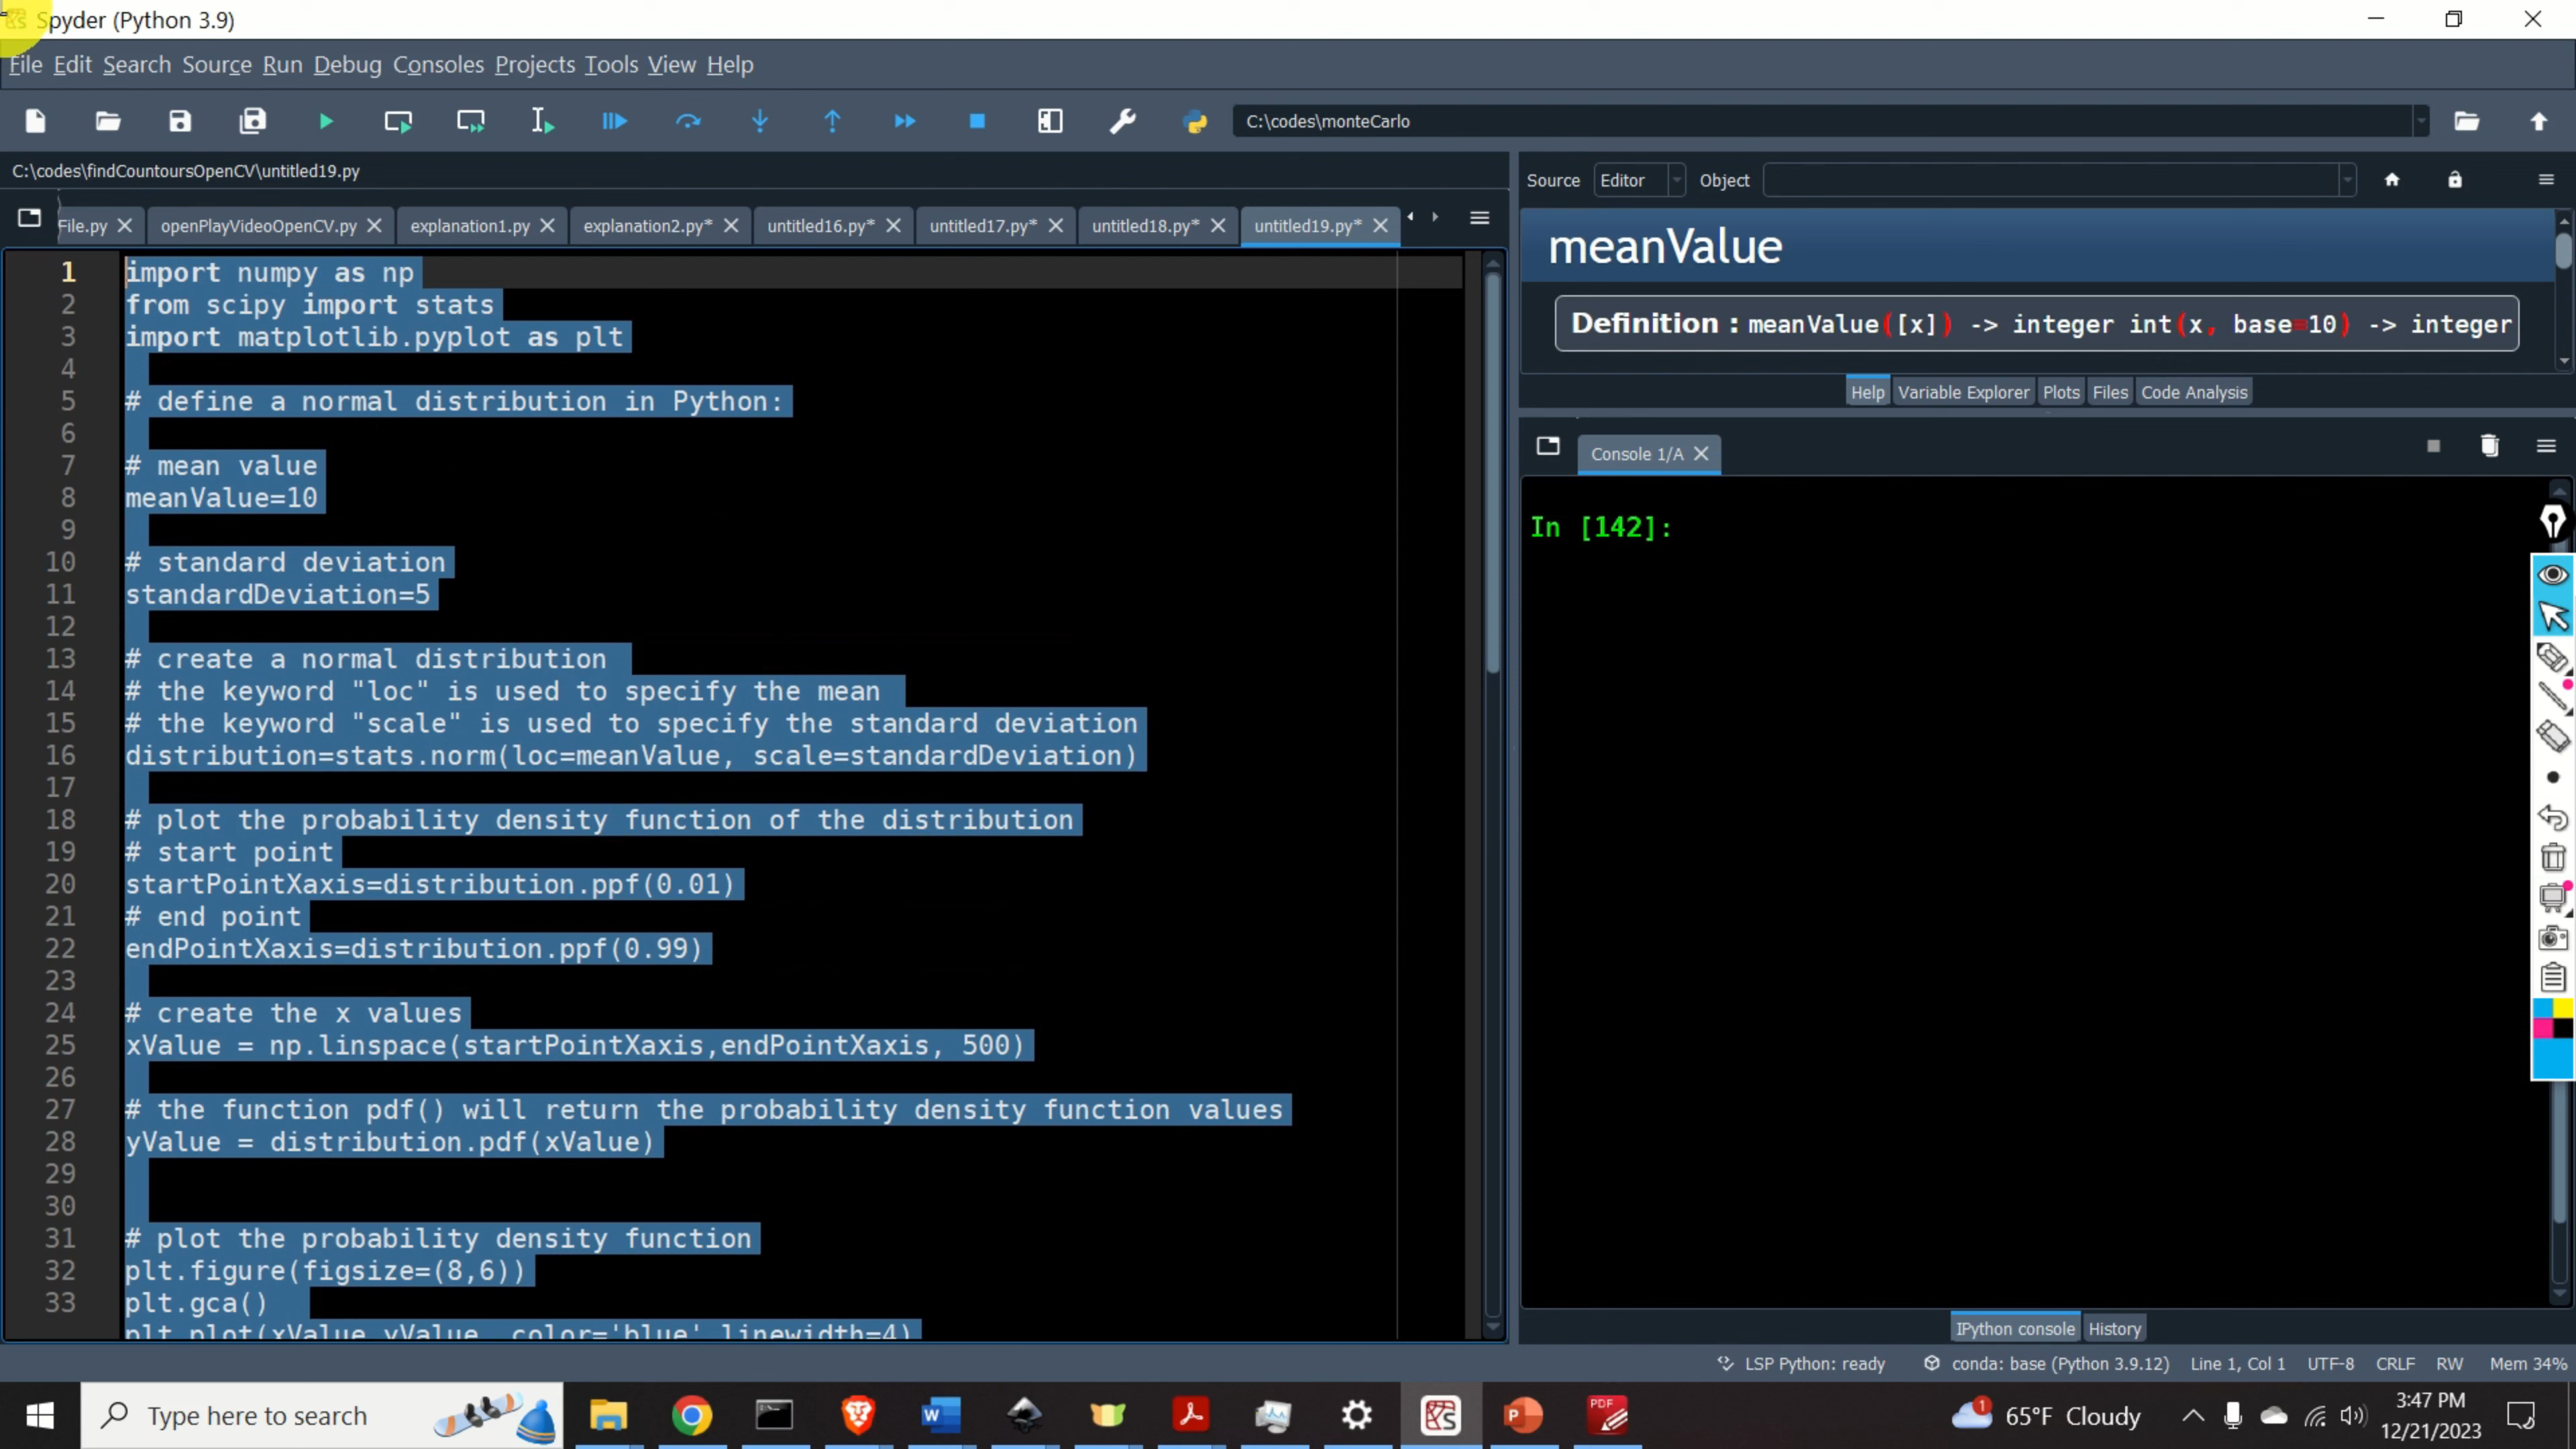 Spyder (Python 3.9)
File Edit Search Source Run Debug Consoles Projects Tools View Help
C:\codes\monteCarlo
C:\codes\findCountoursOpenCV\untitled19.py
File.py openPlayVideoOpenCV.py explanation1.py explanation2.py* untitled16.py* untitled17.py* untitled18.py* untitled19.py*
1 import numpy as np
2 from scipy import stats
3 import matplotlib.pyplot as plt
4
5 # define a normal distribution in Python:
6
7 # mean value
8 meanValue=10
9
10 # standard deviation
11 standardDeviation=5
12
13 # create a normal distribution
14 # the keyword "loc" is used to specify the mean
15 # the keyword "scale" is used to specify the standard deviation
16 distribution=stats.norm(loc=meanValue, scale=standardDeviation)
17
18 # plot the probability density function of the distribution
19 # start point
20 startPointXaxis=distribution.ppf(0.01)
21 # end point
22 endPointXaxis=distribution.ppf(0.99)
23
24 # create the x values
25 xValue = np.linspace(startPointXaxis,endPointXaxis, 500)
26
27 # the function pdf() will return the probability density function values
28 yValue = distribution.pdf(xValue)
29
30
31 # plot the probability density function
32 plt.figure(figsize=(8,6))
33 plt.gca()
plt.plot(xValue,yValue, color='blue',linewidth=4)
Source Editor Object
meanValue
Definition : meanValue([x]) -> integer int(x, base=10) -> integer
Help Variable Explorer Plots Files Code Analysis
Console 1/A
In [142]:
IPython console History
LSP Python: ready conda: base (Python 3.9.12) Line 1, Col 1 UTF-8 CRLF RW Mem 34%
Type here to search
W
P
PDF
1
65°F Cloudy
3:47 PM
12/21/2023